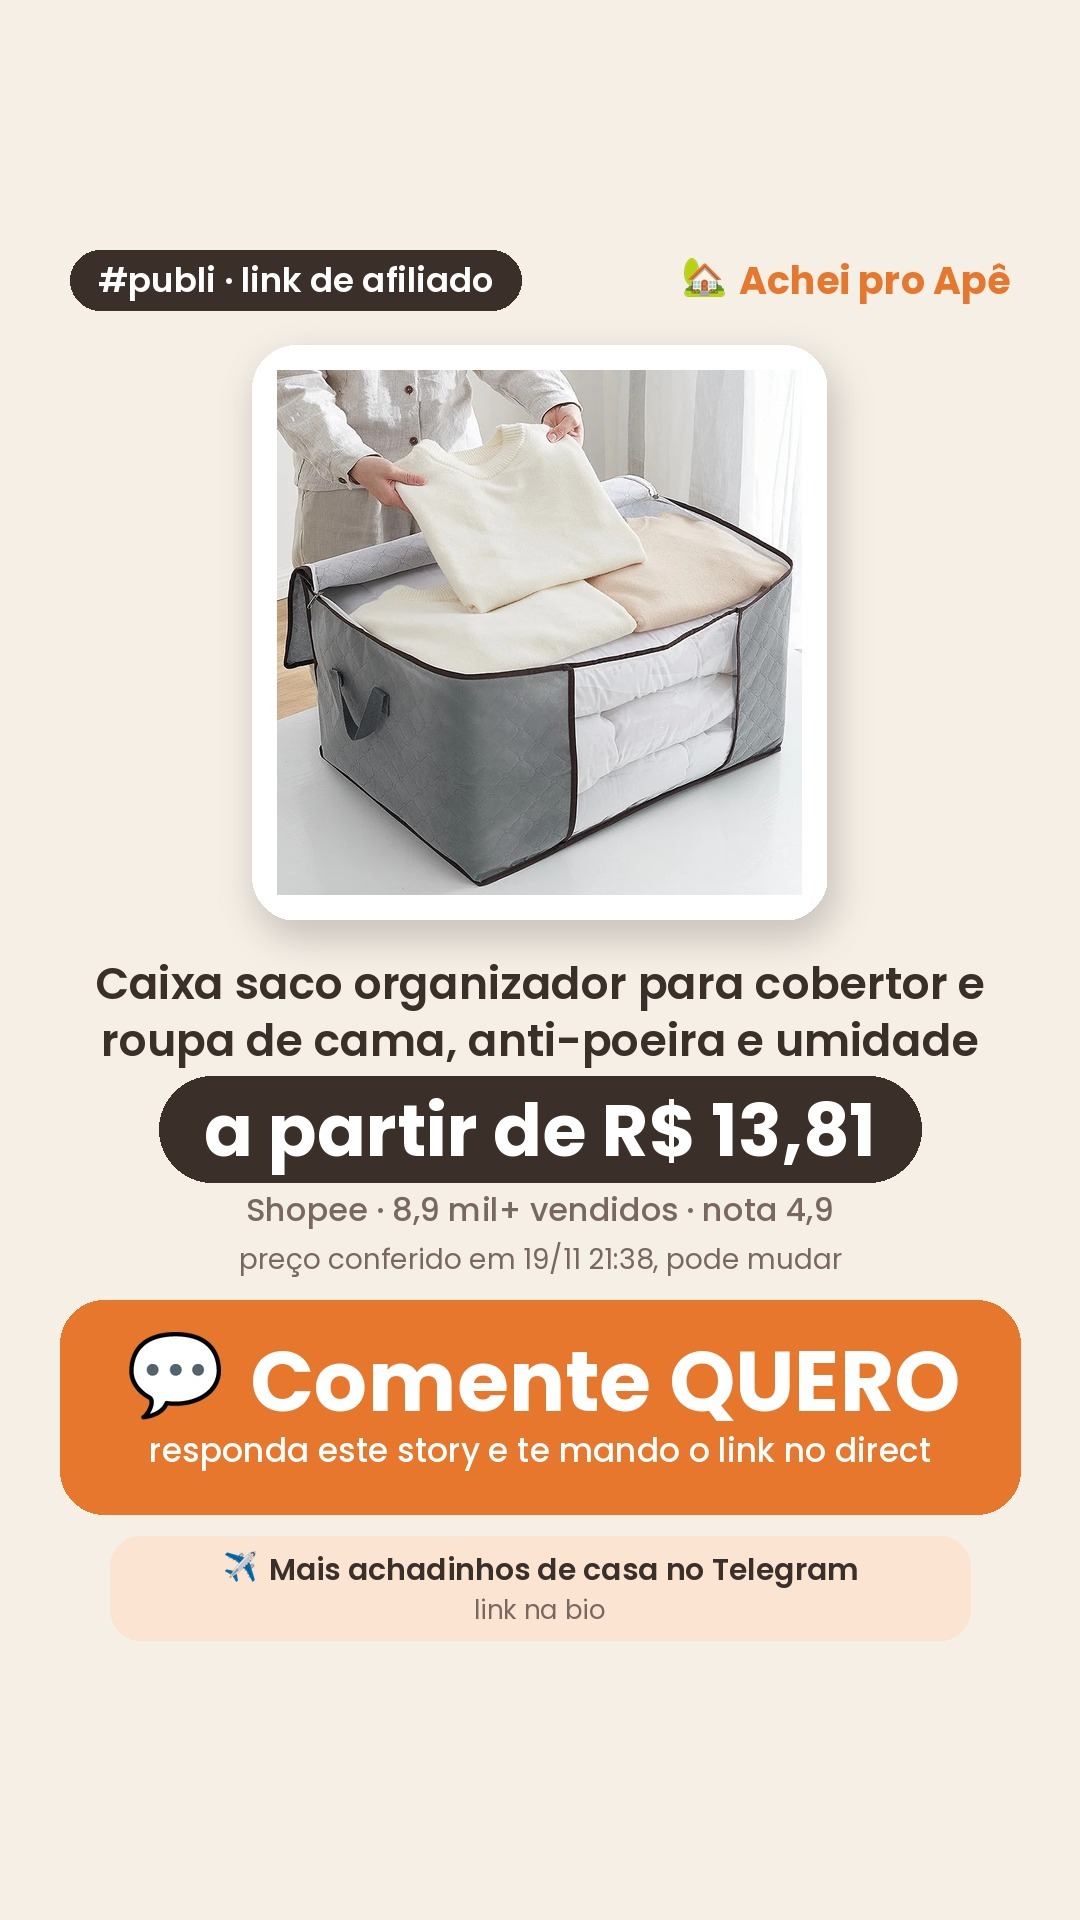 #publi · link de afiliado
🏡 Achei pro Apê
Caixa saco organizador para cobertor e
roupa de cama, anti-poeira e umidade
a partir de R$ 13,81
Shopee · 8,9 mil+ vendidos · nota 4,9
preço conferido em 19/11 21:38, pode mudar
💬 Comente QUERO
responda este story e te mando o link no direct
✈️ Mais achadinhos de casa no Telegram
link na bio